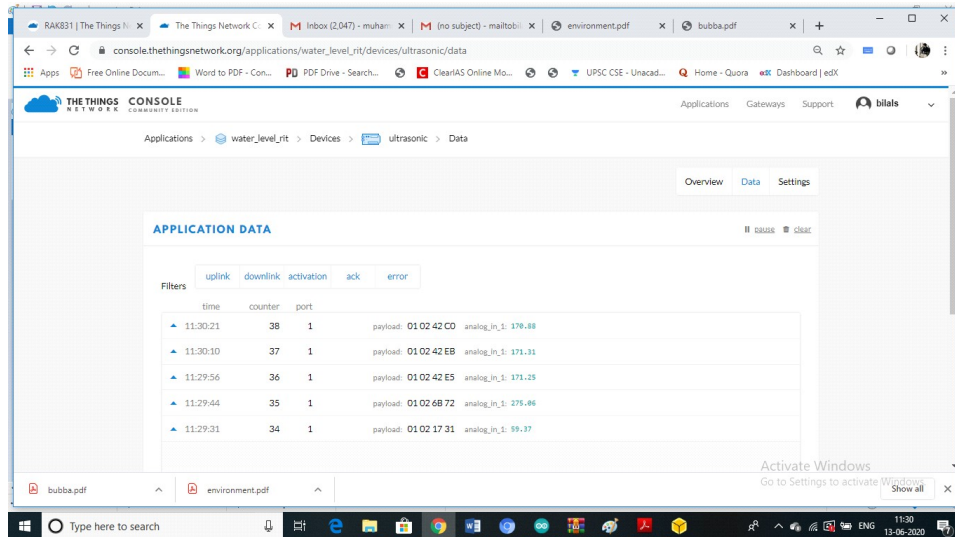 RAK831 | The Things N
The Things Network Co
Inbox (2,047) - muham
(no subject) - mailtobil
environment.pdf
bubba.pdf
console.thethingsnetwork.org/applications/water_level_rit/devices/ultrasonic/data
Apps Free Online Docum... Word to PDF - Con... PDF Drive - Search... ClearIAS Online Mo... UPSC CSE - Unacad... Home - Quora Dashboard | edX
THE THINGS NETWORK CONSOLE COMMUNITY EDITION
Applications Gateways Support bilals
Applications > water_level_rit > Devices > ultrasonic > Data
Overview Data Settings
APPLICATION DATA
pause clear
Filters uplink downlink activation ack error
time counter port
11:30:21 38 1 payload: 01 02 42 C0 analog_in_1: 170.88
11:30:10 37 1 payload: 01 02 42 EB analog_in_1: 171.31
11:29:56 36 1 payload: 01 02 42 E5 analog_in_1: 171.25
11:29:44 35 1 payload: 01 02 6B 72 analog_in_1: 275.06
11:29:31 34 1 payload: 01 02 17 31 analog_in_1: 59.37
Activate Windows
Go to Settings to activate Windows.
bubba.pdf environment.pdf Show all
Type here to search
ENG
11:30
13-06-2020